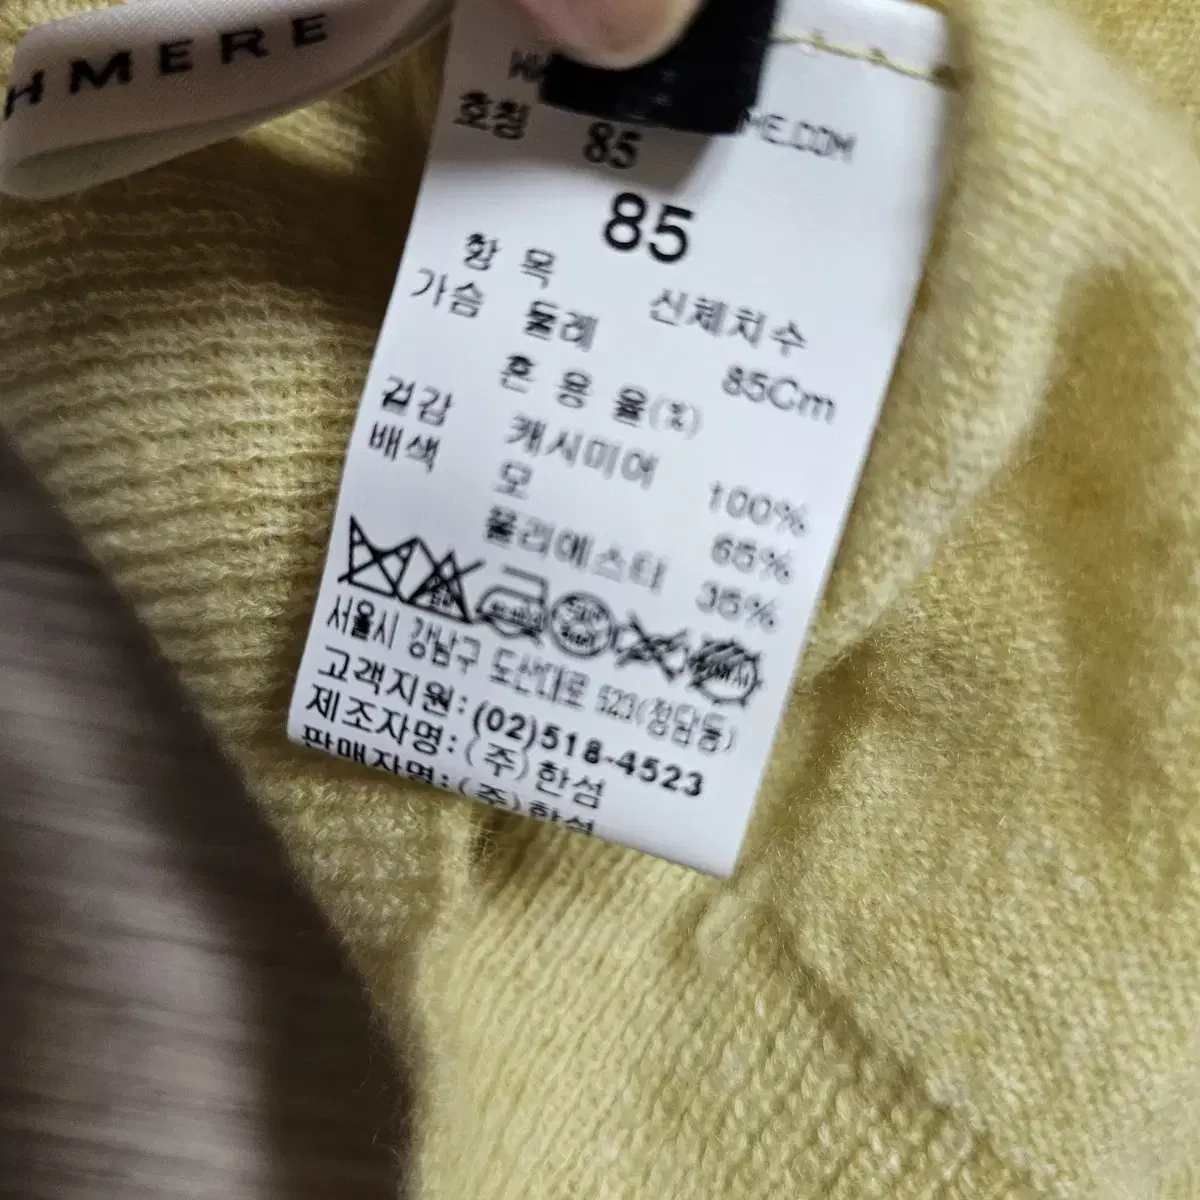 HMERE
HE.COM
호칭 85
85
항 목 신체치수
가슴 둘레 85Cm
혼 용 율(%)
겉감 캐시미어 100%
배색 모 65%
폴리에스터 35%
서울시 강남구 도산대로 523(청담동)
고객지원:(02)518-4523
제조자명:(주)한섬
판매자명:(주)한섬